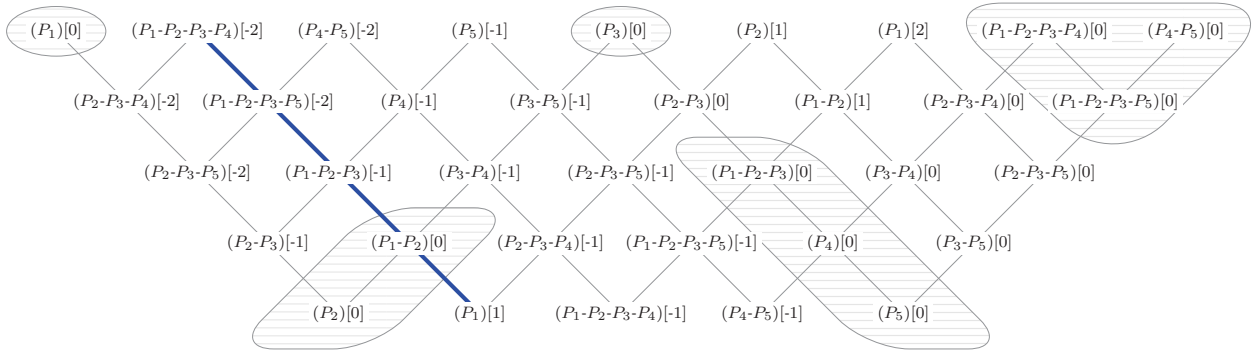 (P₁)[0] (P₁-P₂-P₃-P₄)[-2] (P₄-P₅)[-2] (P₅)[-1] (P₃)[0] (P₂)[1] (P₁)[2] (P₁-P₂-P₃-P₄)[0] (P₄-P₅)[0]
(P₂-P₃-P₄)[-2] (P₁-P₂-P₃-P₅)[-2] (P₄)[-1] (P₃-P₅)[-1] (P₂-P₃)[0] (P₁-P₂)[1] (P₂-P₃-P₄)[0] (P₁-P₂-P₃-P₅)[0]
(P₂-P₃-P₅)[-2] (P₁-P₂-P₃)[-1] (P₃-P₄)[-1] (P₂-P₃-P₅)[-1] (P₁-P₂-P₃)[0] (P₃-P₄)[0] (P₂-P₃-P₅)[0]
(P₂-P₃)[-1] (P₁-P₂)[0] (P₂-P₃-P₄)[-1] (P₁-P₂-P₃-P₅)[-1] (P₄)[0] (P₃-P₅)[0]
(P₂)[0] (P₁)[1] (P₁-P₂-P₃-P₄)[-1] (P₄-P₅)[-1] (P₅)[0]